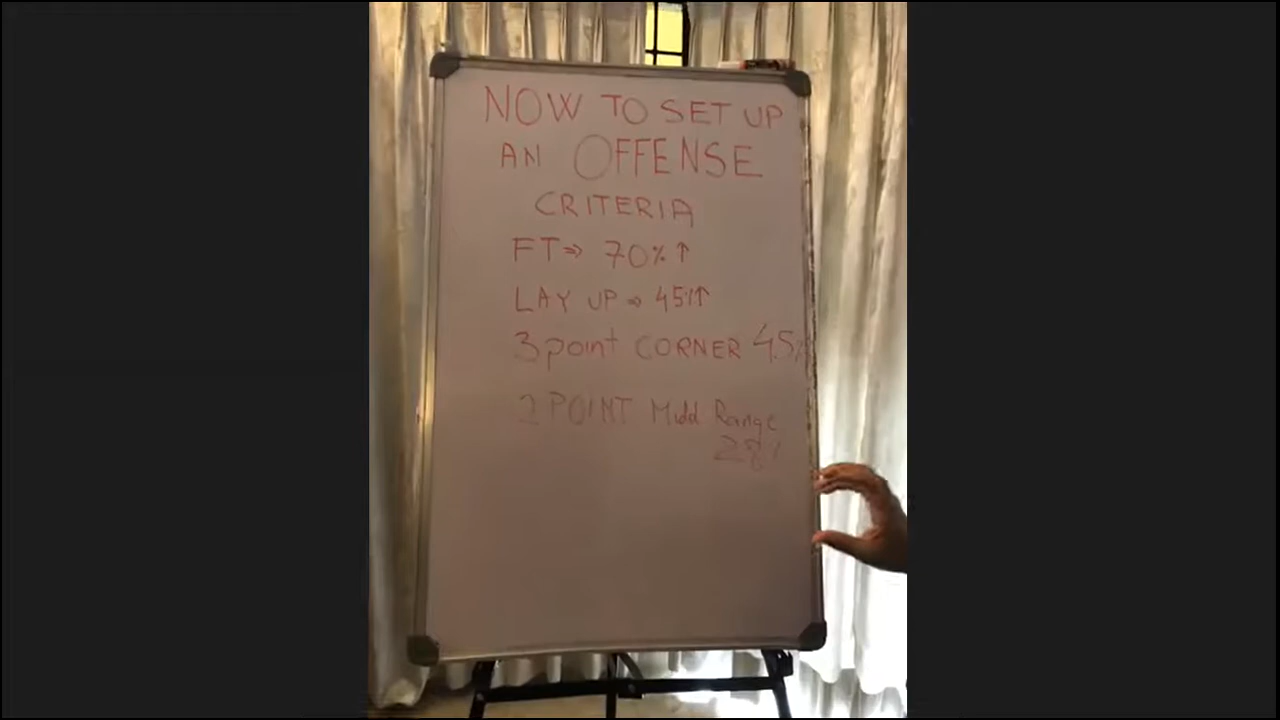 NOW TO SET UP
AN OFFENSE
CRITERIA
FT ⇒ 70% ↑
LAY UP ⇒ 45% ↑
3 point CORNER 45%
2 POINT Midd Range
28%